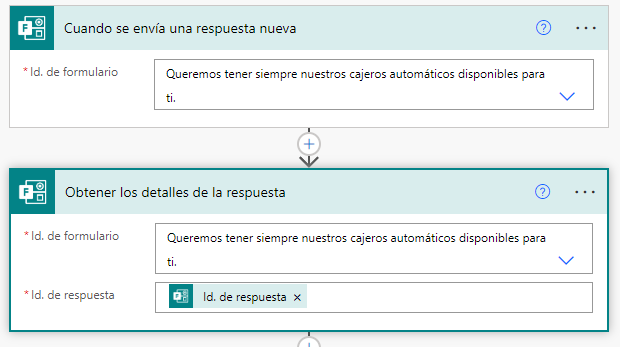 Cuando se envía una respuesta nueva
* Id. de formulario
Queremos tener siempre nuestros cajeros automáticos disponibles para
ti.
Obtener los detalles de la respuesta
* Id. de formulario
Queremos tener siempre nuestros cajeros automáticos disponibles para
ti.
* Id. de respuesta
Id. de respuesta ×